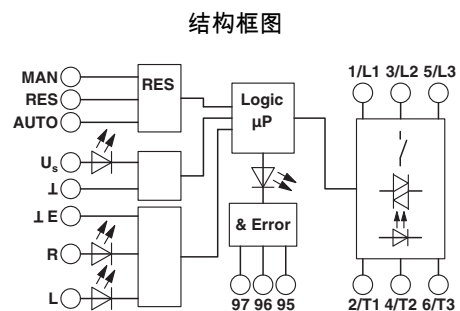 结构框图
1/L1 3/L2 5/L3
MAN
RES
AUTO
RES
Logic
µP
Us
⊥
⊥ E
R
L
& Error
97 96 95
2/T1 4/T2 6/T3